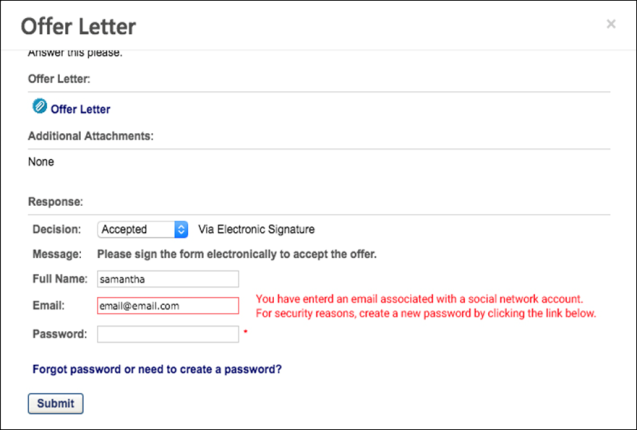 Offer Letter
×
Answer this please.
Offer Letter:
Offer Letter
Additional Attachments:
None
Response:
Decision: Accepted Via Electronic Signature
Message: Please sign the form electronically to accept the offer.
Full Name: samantha
Email: email@email.com
You have enterd an email associated with a social network account.
For security reasons, create a new password by clicking the link below.
Password: *
Forgot password or need to create a password?
Submit